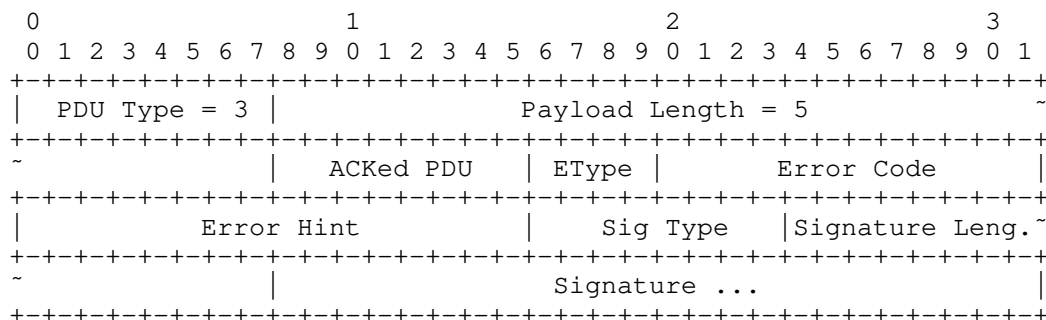 0                   1                   2                   3
0 1 2 3 4 5 6 7 8 9 0 1 2 3 4 5 6 7 8 9 0 1 2 3 4 5 6 7 8 9 0 1
+-+-+-+-+-+-+-+-+-+-+-+-+-+-+-+-+-+-+-+-+-+-+-+-+-+-+-+-+-+-+-+-+
| PDU Type = 3 | Payload Length = 5 ~
+-+-+-+-+-+-+-+-+-+-+-+-+-+-+-+-+-+-+-+-+-+-+-+-+-+-+-+-+-+-+-+-+
~ | ACKed PDU | EType | Error Code |
+-+-+-+-+-+-+-+-+-+-+-+-+-+-+-+-+-+-+-+-+-+-+-+-+-+-+-+-+-+-+-+-+
| Error Hint | Sig Type |Signature Leng.~
+-+-+-+-+-+-+-+-+-+-+-+-+-+-+-+-+-+-+-+-+-+-+-+-+-+-+-+-+-+-+-+-+
~ | Signature ... |
+-+-+-+-+-+-+-+-+-+-+-+-+-+-+-+-+-+-+-+-+-+-+-+-+-+-+-+-+-+-+-+-+